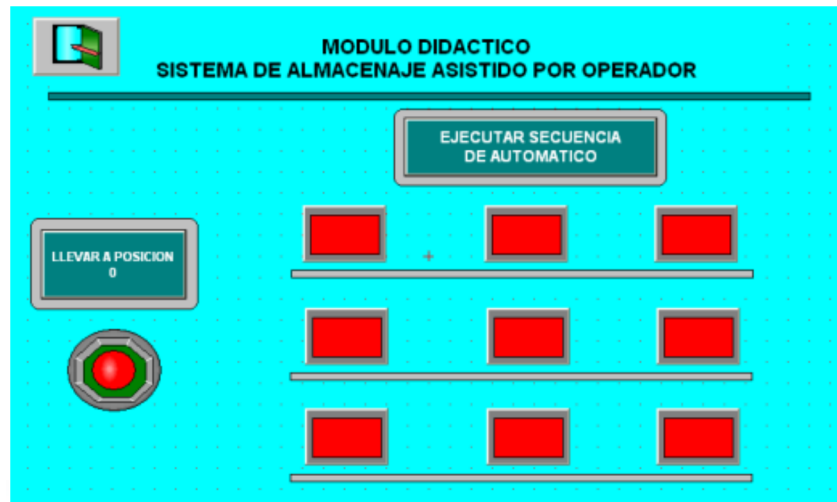 MODULO DIDACTICO
SISTEMA DE ALMACENAJE ASISTIDO POR OPERADOR
EJECUTAR SECUENCIA
DE AUTOMATICO
LLEVAR A POSICION
0